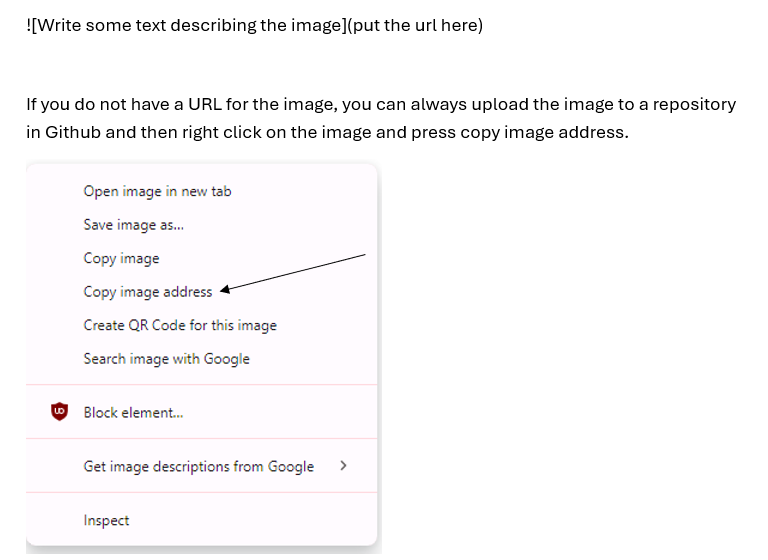 ![Write some text describing the image](put the url here)
If you do not have a URL for the image, you can always upload the image to a repository
in Github and then right click on the image and press copy image address.
Open image in new tab
Save image as...
Copy image
Copy image address
Create QR Code for this image
Search image with Google
Block element...
Get image descriptions from Google
Inspect